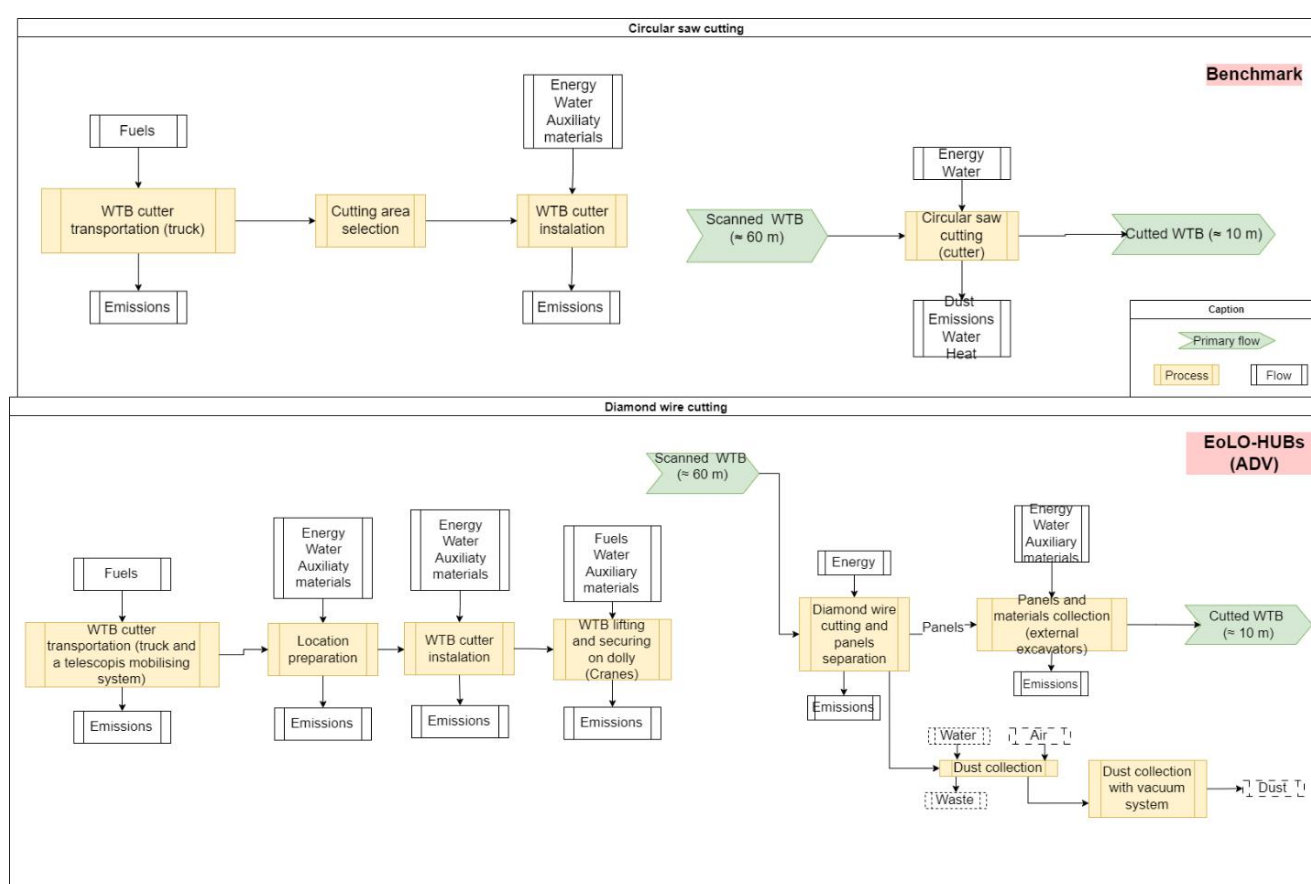 Circular saw cutting
Benchmark
Fuels
WTB cutter
transportation (truck)
Emissions
Cutting area
selection
Energy
Water
Auxiliaty
materials
WTB cutter
instalation
Emissions
Scanned WTB
(≈ 60 m)
Energy
Water
Circular saw
cutting
(cutter)
Dust
Emissions
Water
Heat
Cutted WTB (≈ 10 m)
Caption
Primary flow
Process
Flow
Diamond wire cutting
EoLO-HUBs
(ADV)
Fuels
WTB cutter
transportation (truck and
a telescopis mobilising
system)
Emissions
Energy
Water
Auxiliaty
materials
Location
preparation
Emissions
Energy
Water
Auxiliaty
materials
WTB cutter
instalation
Emissions
Fuels
Water
Auxiliary
materials
WTB lifting
and securing
on dolly
(Cranes)
Emissions
Scanned WTB
(≈ 60 m)
Energy
Diamond wire
cutting and
panels
separation
Emissions
Panels
Energy
Water
Auxiliary
materials
Panels and
materials collection
(external
excavators)
Emissions
Cutted WTB
(≈ 10 m)
Water
Air
Dust collection
Waste
Dust collection
with vacuum
system
Dust